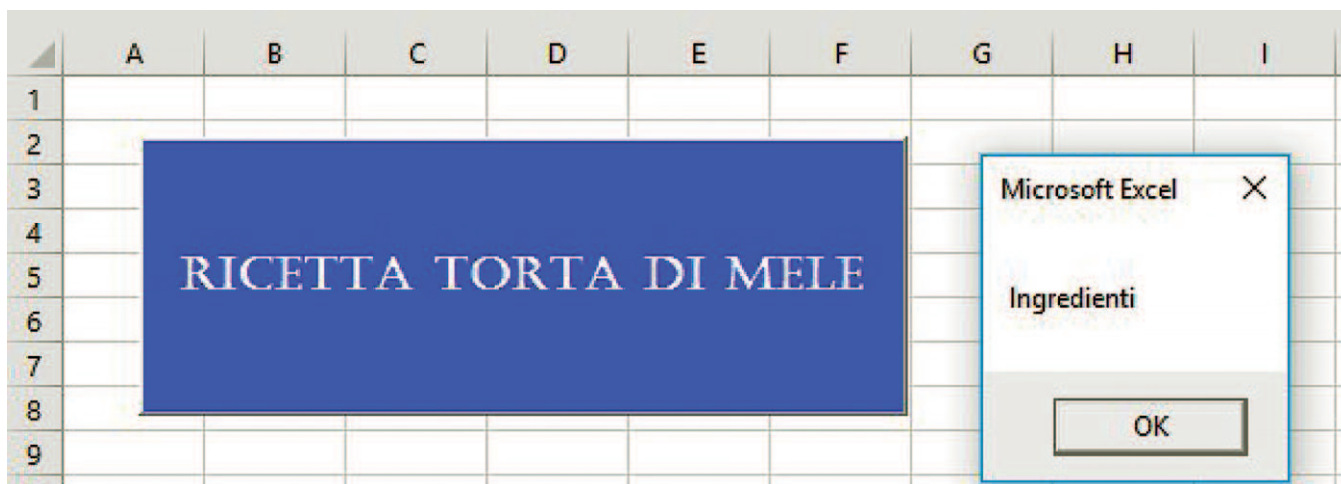 A B C D E F G H I
1
2
3
4
5
6
7
8
9
RICETTA TORTA DI MELE
Microsoft Excel
Ingredienti
OK